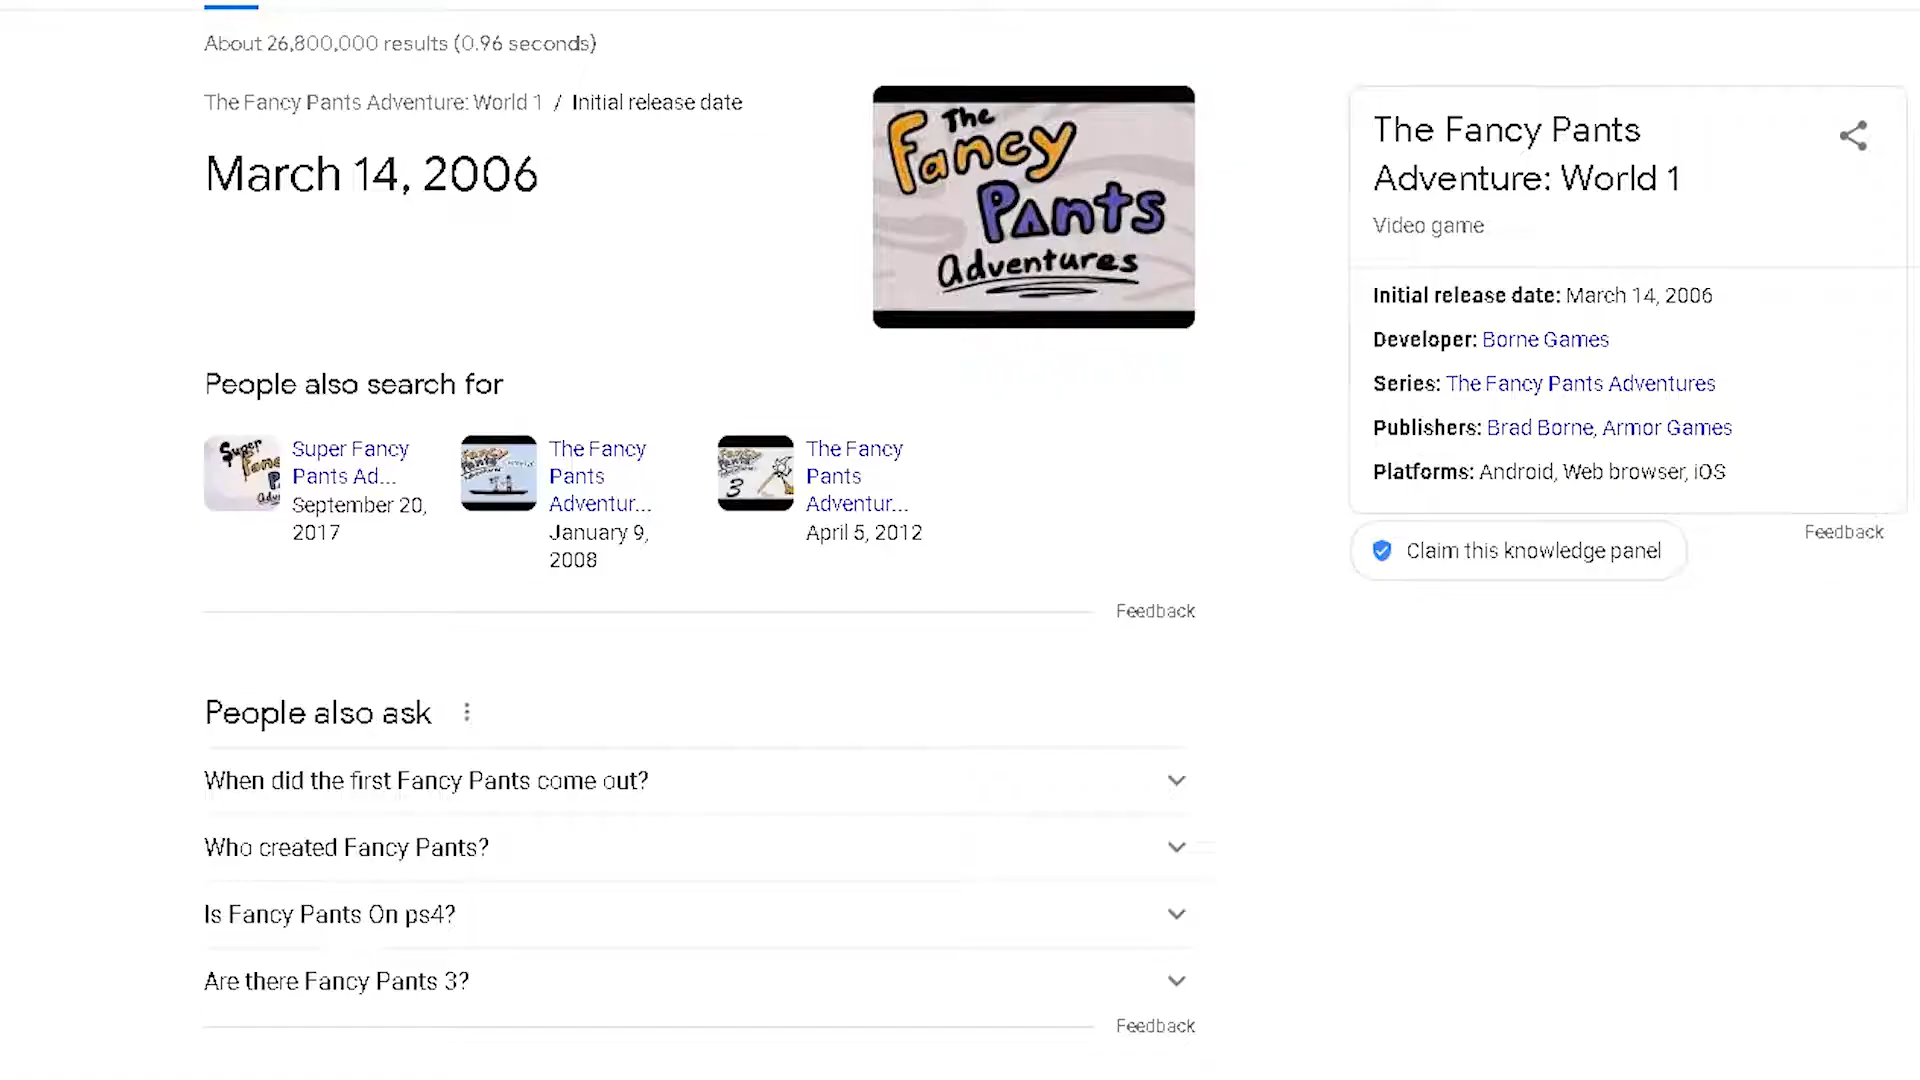 About 26,800,000 results (0.96 seconds)
The Fancy Pants Adventure: World 1 / Initial release date
March 14, 2006
The
Fancy
Pants
Adventures
People also search for
Super Fancy
Pants Ad...
September 20,
2017
The Fancy
Pants
Adventur...
January 9,
2008
3
The Fancy
Pants
Adventur...
April 5, 2012
Feedback
People also ask
When did the first Fancy Pants come out?
Who created Fancy Pants?
Is Fancy Pants On ps4?
Are there Fancy Pants 3?
Feedback
The Fancy Pants
Adventure: World 1
Video game
Initial release date: March 14, 2006
Developer: Borne Games
Series: The Fancy Pants Adventures
Publishers: Brad Borne, Armor Games
Platforms: Android, Web browser, iOS
Feedback
Claim this knowledge panel